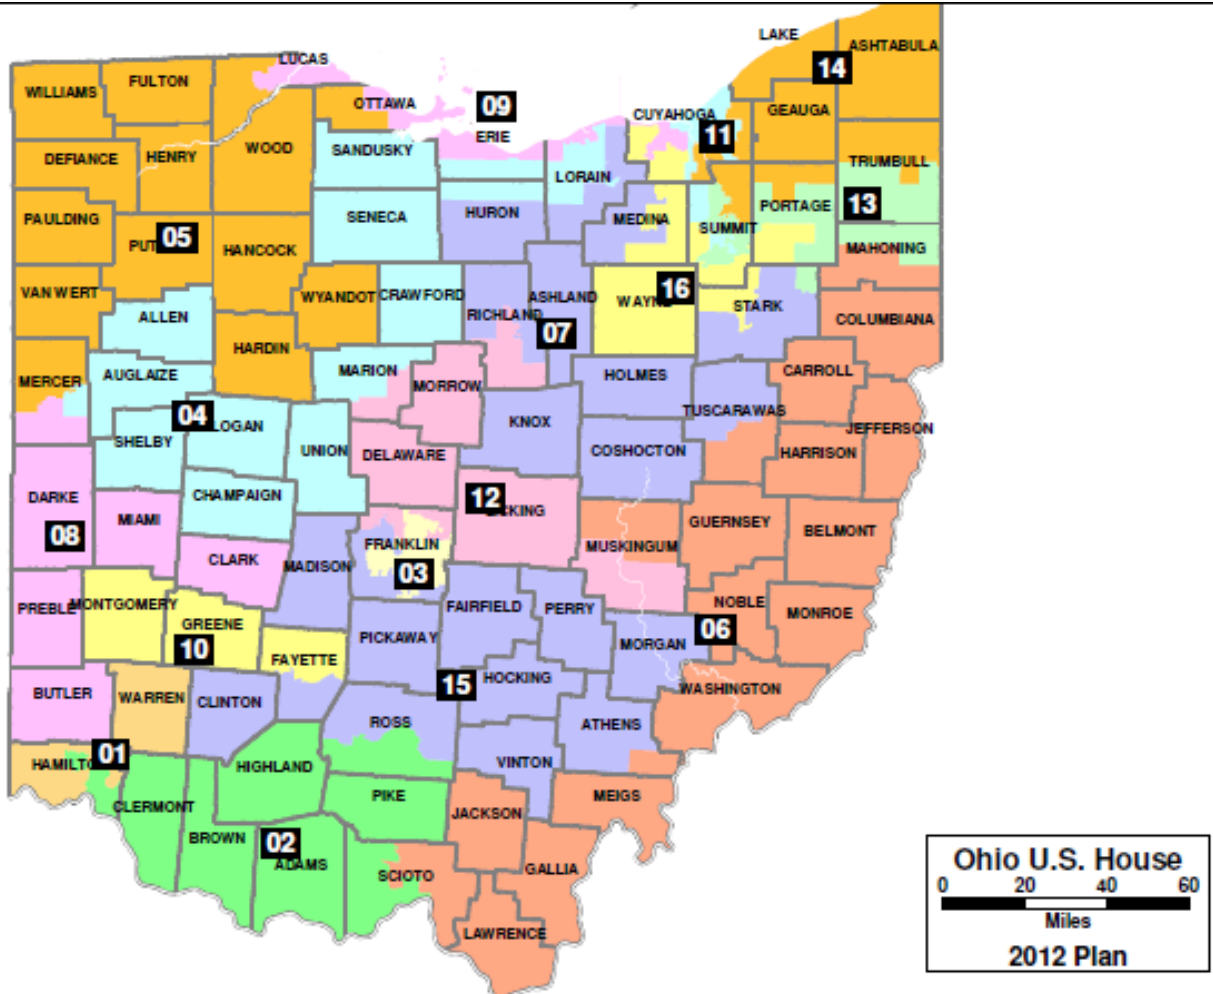 LAKE
ASHTABULA
LUCAS
14
FULTON
WILLIAMS
OTTAWA
09
GEAUGA
CUYAHOGA
11
ERIE
WOOD
SANDUSKY
HENRY
DEFIANCE
TRUMBULL
LORAIN
PORTAGE
13
PAULDING
SENECA
HURON
MEDINA
SUMMIT
PUT
05
HANCOCK
MAHONING
VAN WERT
WYANDOT
CRAWFORD
ASHLAND
WAYNE
16
STARK
ALLEN
RICHLAND
07
COLUMBIANA
HARDIN
MERCER
AUGLAIZE
MARION
MORROW
HOLMES
CARROLL
TUSCARAWAS
04
LOGAN
KNOX
JEFFERSON
SHELBY
UNION
DELAWARE
COSHOCTON
HARRISON
DARKE
CHAMPAIGN
12
CKING
MIAMI
GUERNSEY
BELMONT
08
CLARK
MADISON
FRANKLIN
03
MUSKINGUM
PREBLE
MONTGOMERY
GREENE
FAIRFIELD
PERRY
NOBLE
MONROE
10
FAYETTE
PICKAWAY
MORGAN
06
BUTLER
WARREN
CLINTON
15
HOCKING
WASHINGTON
ROSS
ATHENS
HAMILTO
01
HIGHLAND
VINTON
CLERMONT
PIKE
JACKSON
MEIGS
BROWN
02
ADAMS
SCIOTO
GALLIA
LAWRENCE
Ohio U.S. House
0 20 40 60
Miles
2012 Plan